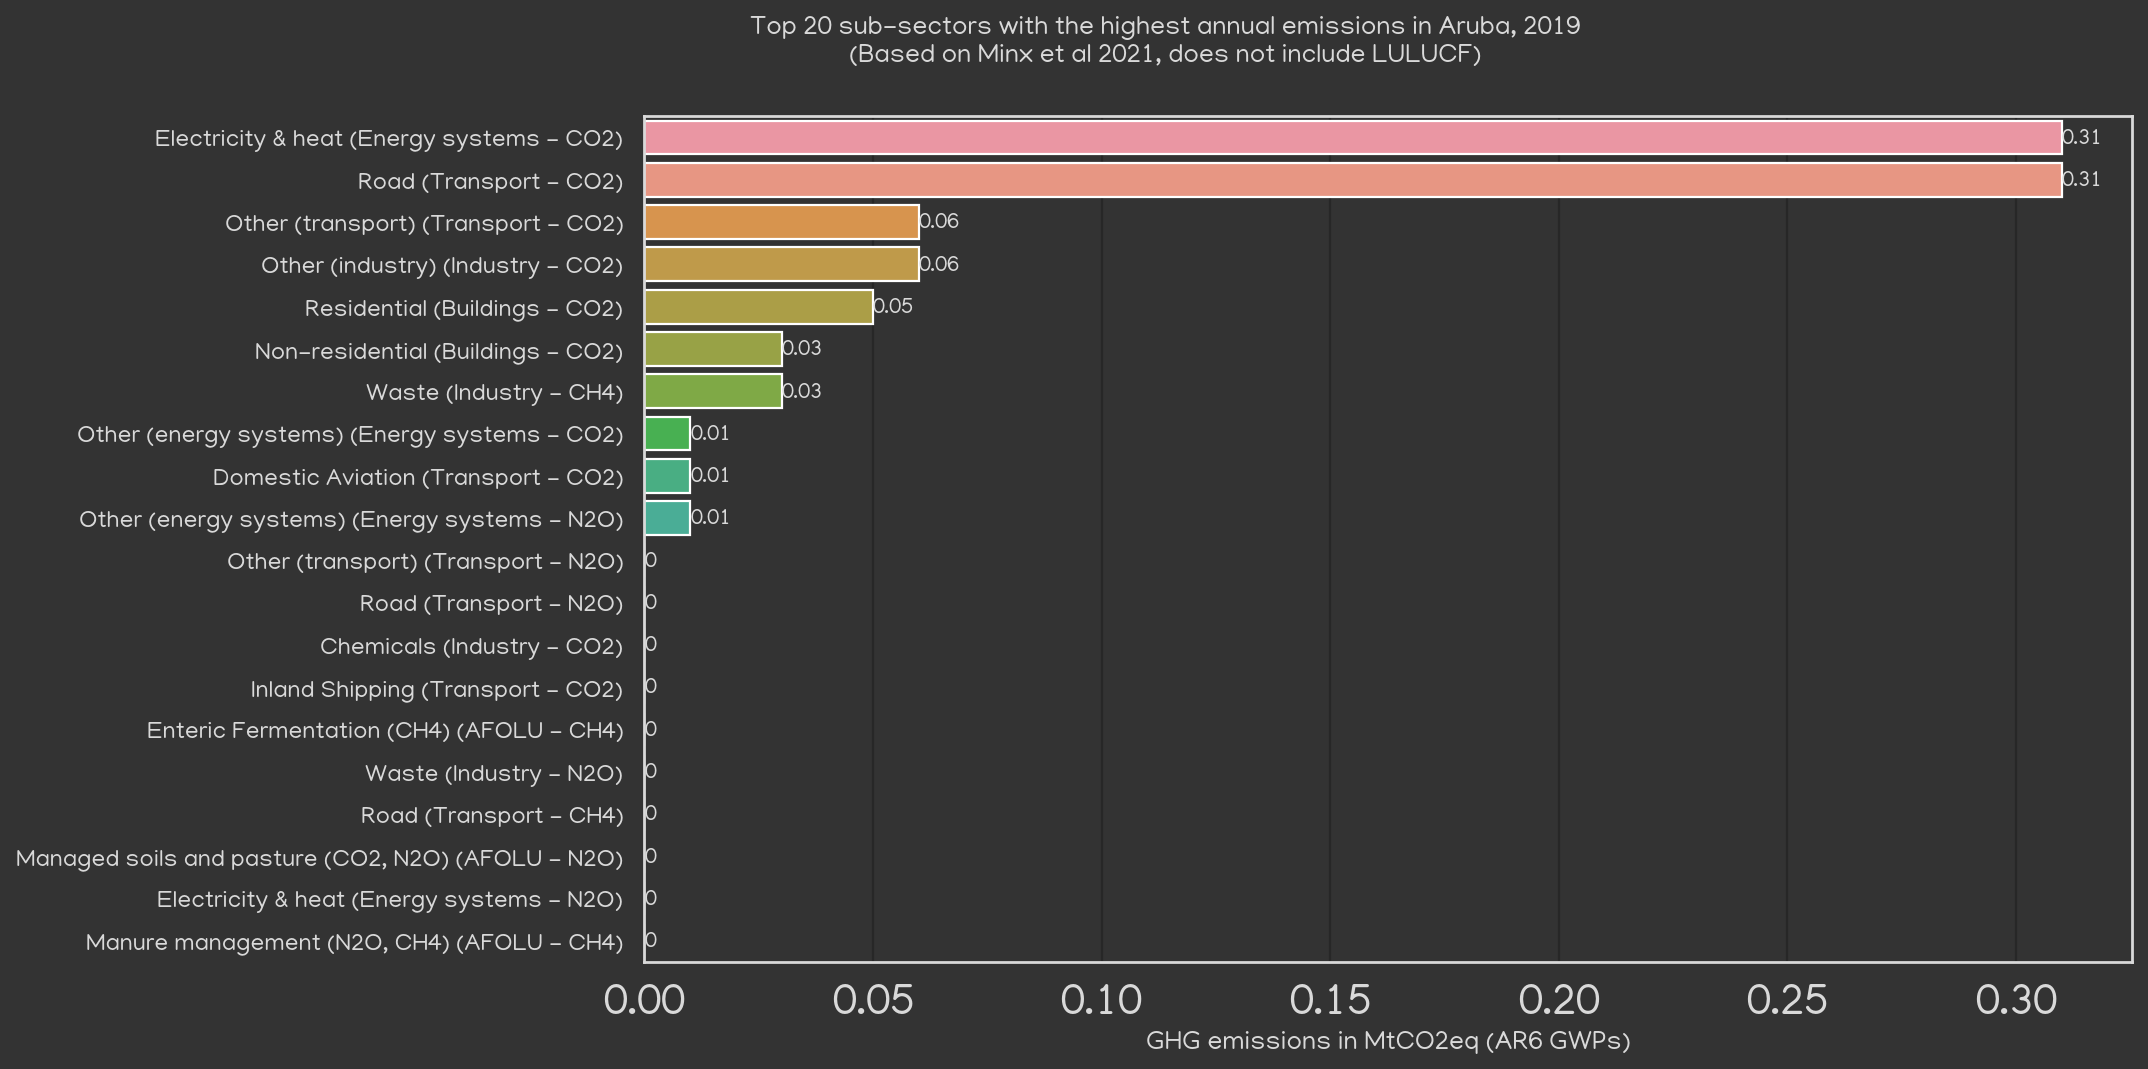 Top 20 sub-sectors with the highest annual emissions in Aruba, 2019
(Based on Minx et al 2021, does not include LULUCF)
Electricity & heat (Energy systems - CO2) 0.31
Road (Transport - CO2) 0.31
Other (transport) (Transport - CO2) 0.06
Other (industry) (Industry - CO2) 0.06
Residential (Buildings - CO2) 0.05
Non-residential (Buildings - CO2) 0.03
Waste (Industry - CH4) 0.03
Other (energy systems) (Energy systems - CO2) 0.01
Domestic Aviation (Transport - CO2) 0.01
Other (energy systems) (Energy systems - N2O) 0.01
Other (transport) (Transport - N2O) 0
Road (Transport - N2O) 0
Chemicals (Industry - CO2) 0
Inland Shipping (Transport - CO2) 0
Enteric Fermentation (CH4) (AFOLU - CH4) 0
Waste (Industry - N2O) 0
Road (Transport - CH4) 0
Managed soils and pasture (CO2, N2O) (AFOLU - N2O) 0
Electricity & heat (Energy systems - N2O) 0
Manure management (N2O, CH4) (AFOLU - CH4) 0
0.00 0.05 0.10 0.15 0.20 0.25 0.30
GHG emissions in MtCO2eq (AR6 GWPs)